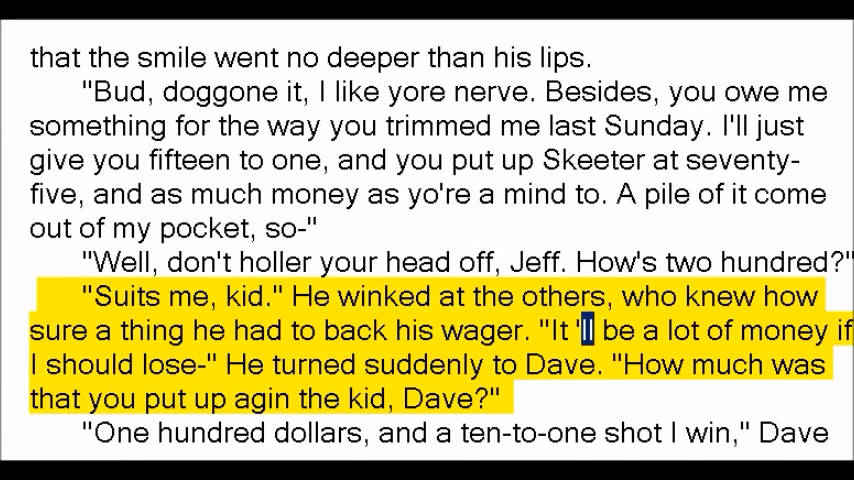 that the smile went no deeper than his lips.
"Bud, doggone it, I like yore nerve. Besides, you owe me
something for the way you trimmed me last Sunday. I'll just
give you fifteen to one, and you put up Skeeter at seventy-
five, and as much money as yo're a mind to. A pile of it come
out of my pocket, so-"
"Well, don't holler your head off, Jeff. How's two hundred?"
"Suits me, kid." He winked at the others, who knew how
sure a thing he had to back his wager. "It 'll be a lot of money if
I should lose-" He turned suddenly to Dave. "How much was
that you put up agin the kid, Dave?"
"One hundred dollars, and a ten-to-one shot I win," Dave